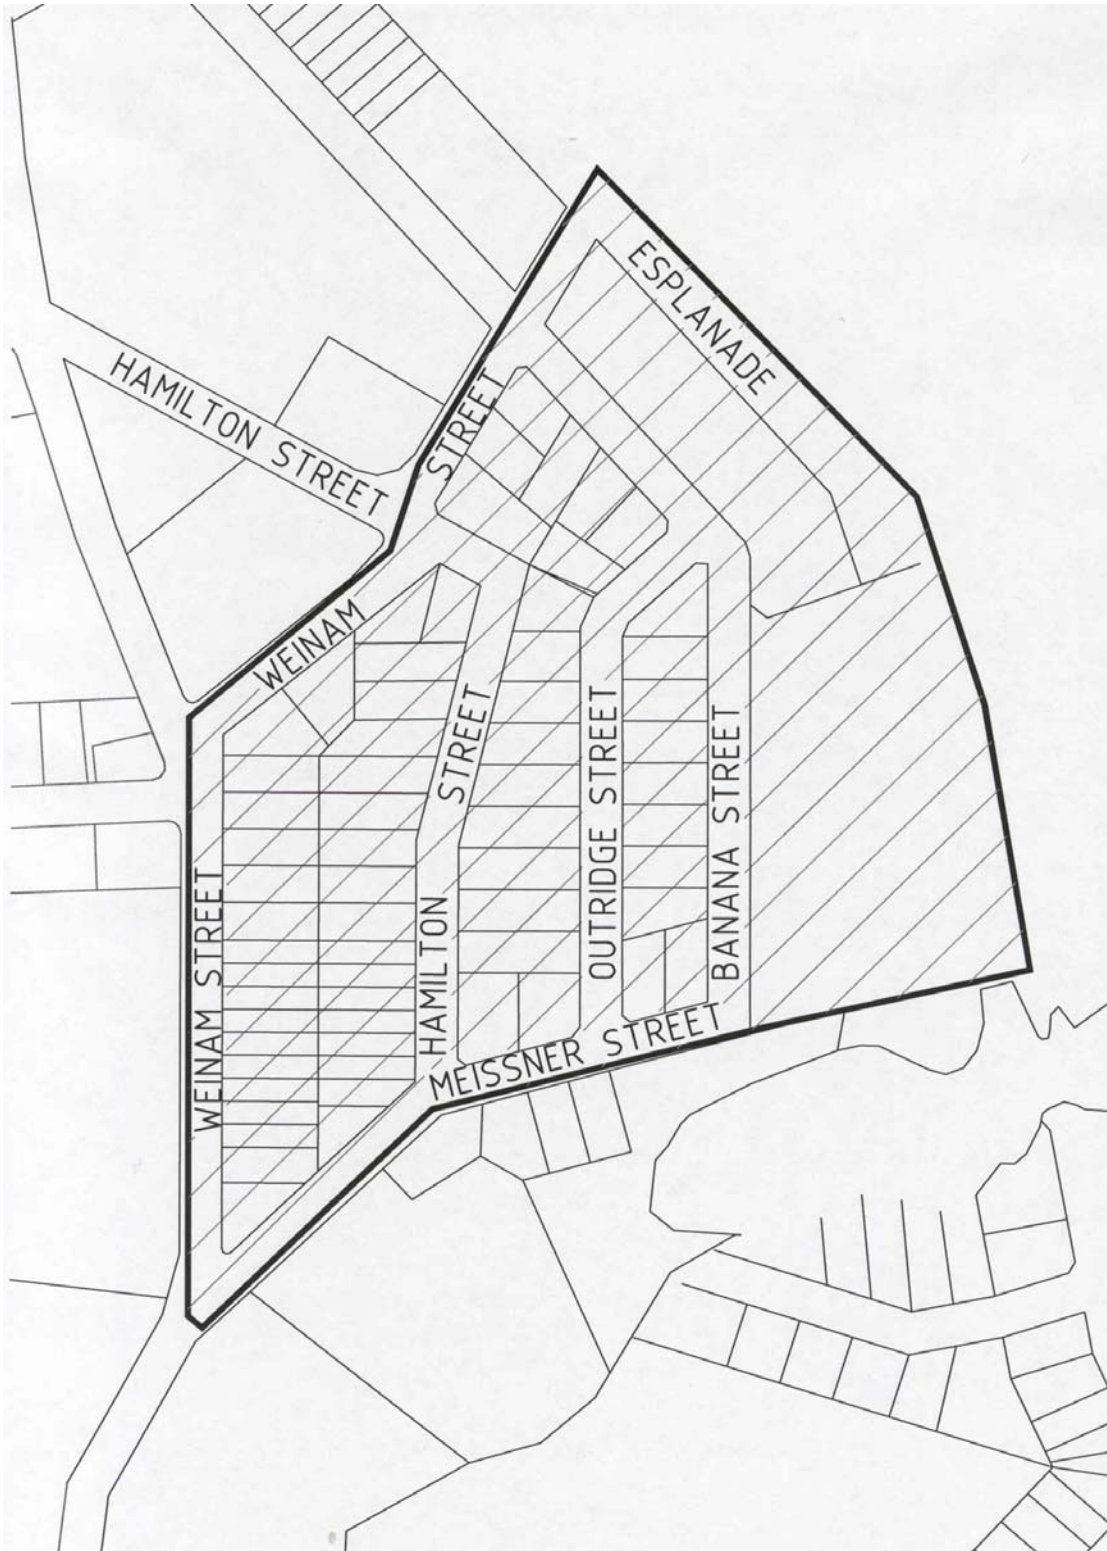 ESPLANADE
HAMILTON STREET
WEINAM STREET
HAMILTON STREET
OUTRIDGE STREET
BANANA STREET
WEINAM STREET
MEISSNER STREET